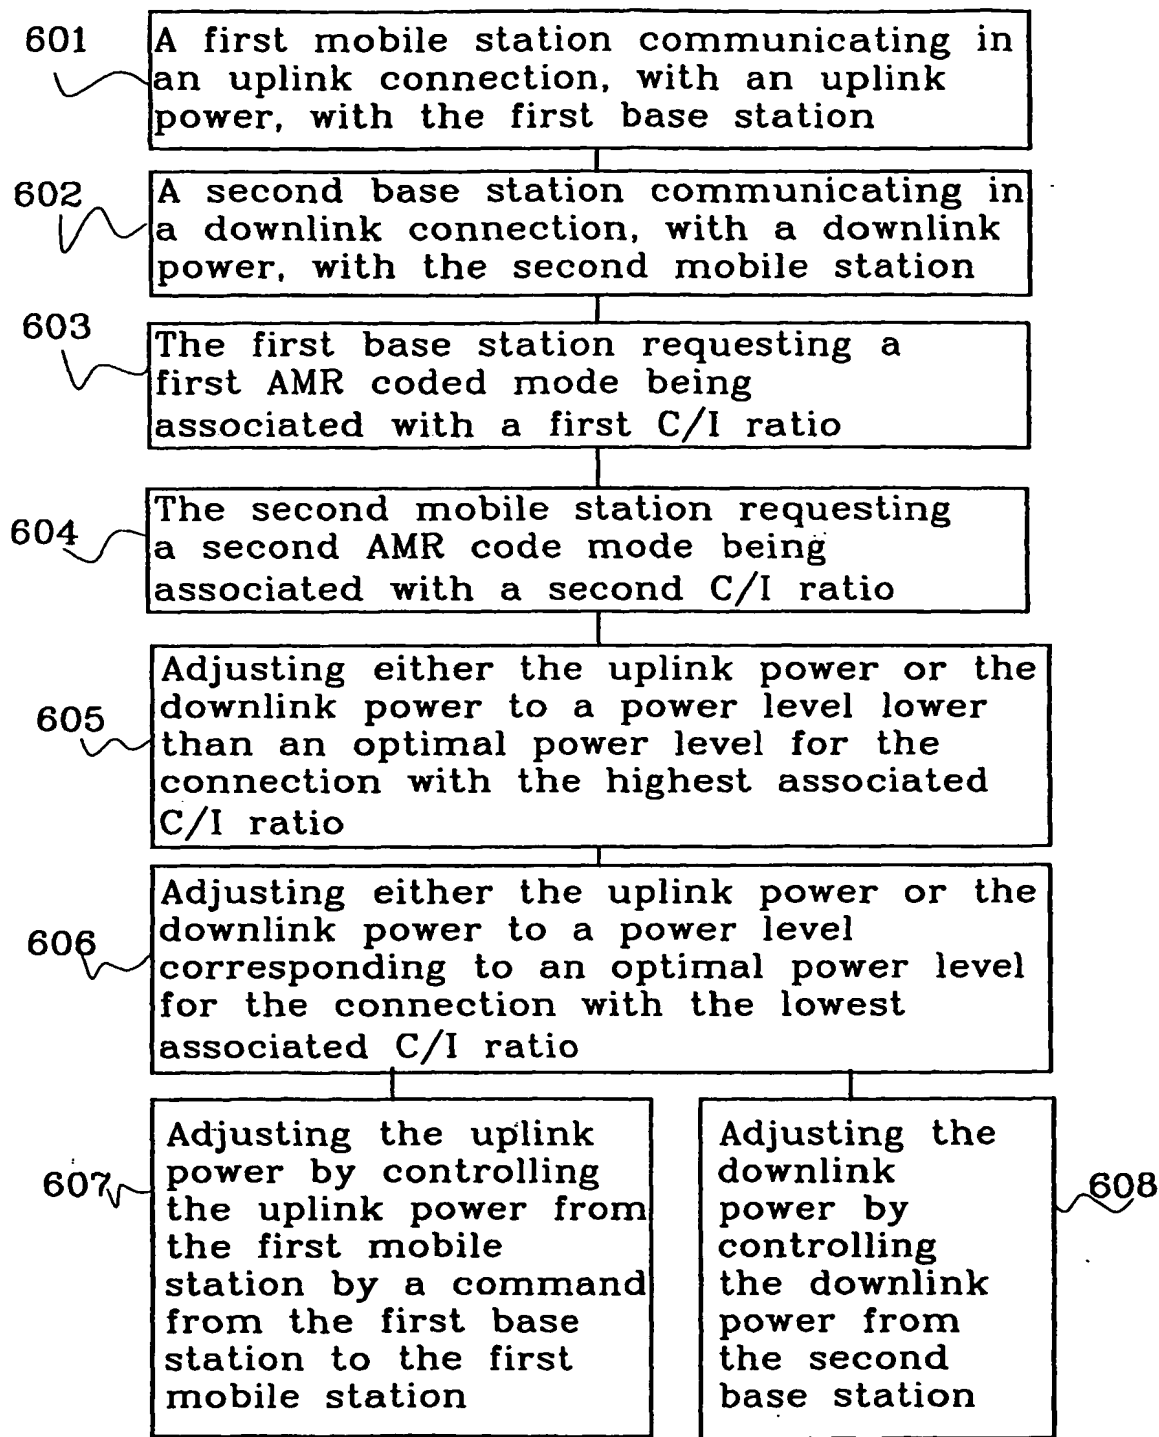 601
A first mobile station communicating in
an uplink connection, with an uplink
power, with the first base station
602
A second base station communicating in
a downlink connection, with a downlink
power, with the second mobile station
603
The first base station requesting a
first AMR coded mode being
associated with a first C/I ratio
604
The second mobile station requesting
a second AMR code mode being
associated with a second C/I ratio
605
Adjusting either the uplink power or the
downlink power to a power level lower
than an optimal power level for the
connection with the highest associated
C/I ratio
606
Adjusting either the uplink power or the
downlink power to a power level
corresponding to an optimal power level
for the connection with the lowest
associated C/I ratio
607
Adjusting the uplink
power by controlling
the uplink power from
the first mobile
station by a command
from the first base
station to the first
mobile station
608
Adjusting the
downlink
power by
controlling
the downlink
power from
the second
base station